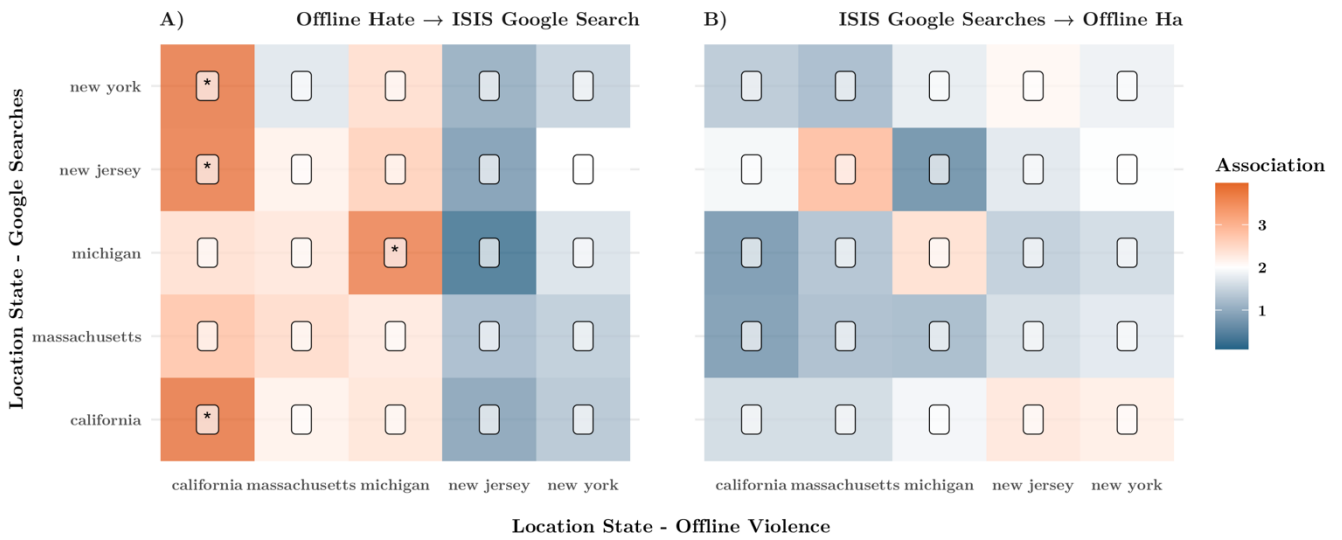 A) Offline Hate → ISIS Google Search
B) ISIS Google Searches → Offline Ha
Location State - Google Searches
new york
new jersey
michigan
massachusetts
california
*
*
*
*
california massachusetts michigan new jersey new york
california massachusetts michigan new jersey new york
Location State - Offline Violence
Association
3
2
1